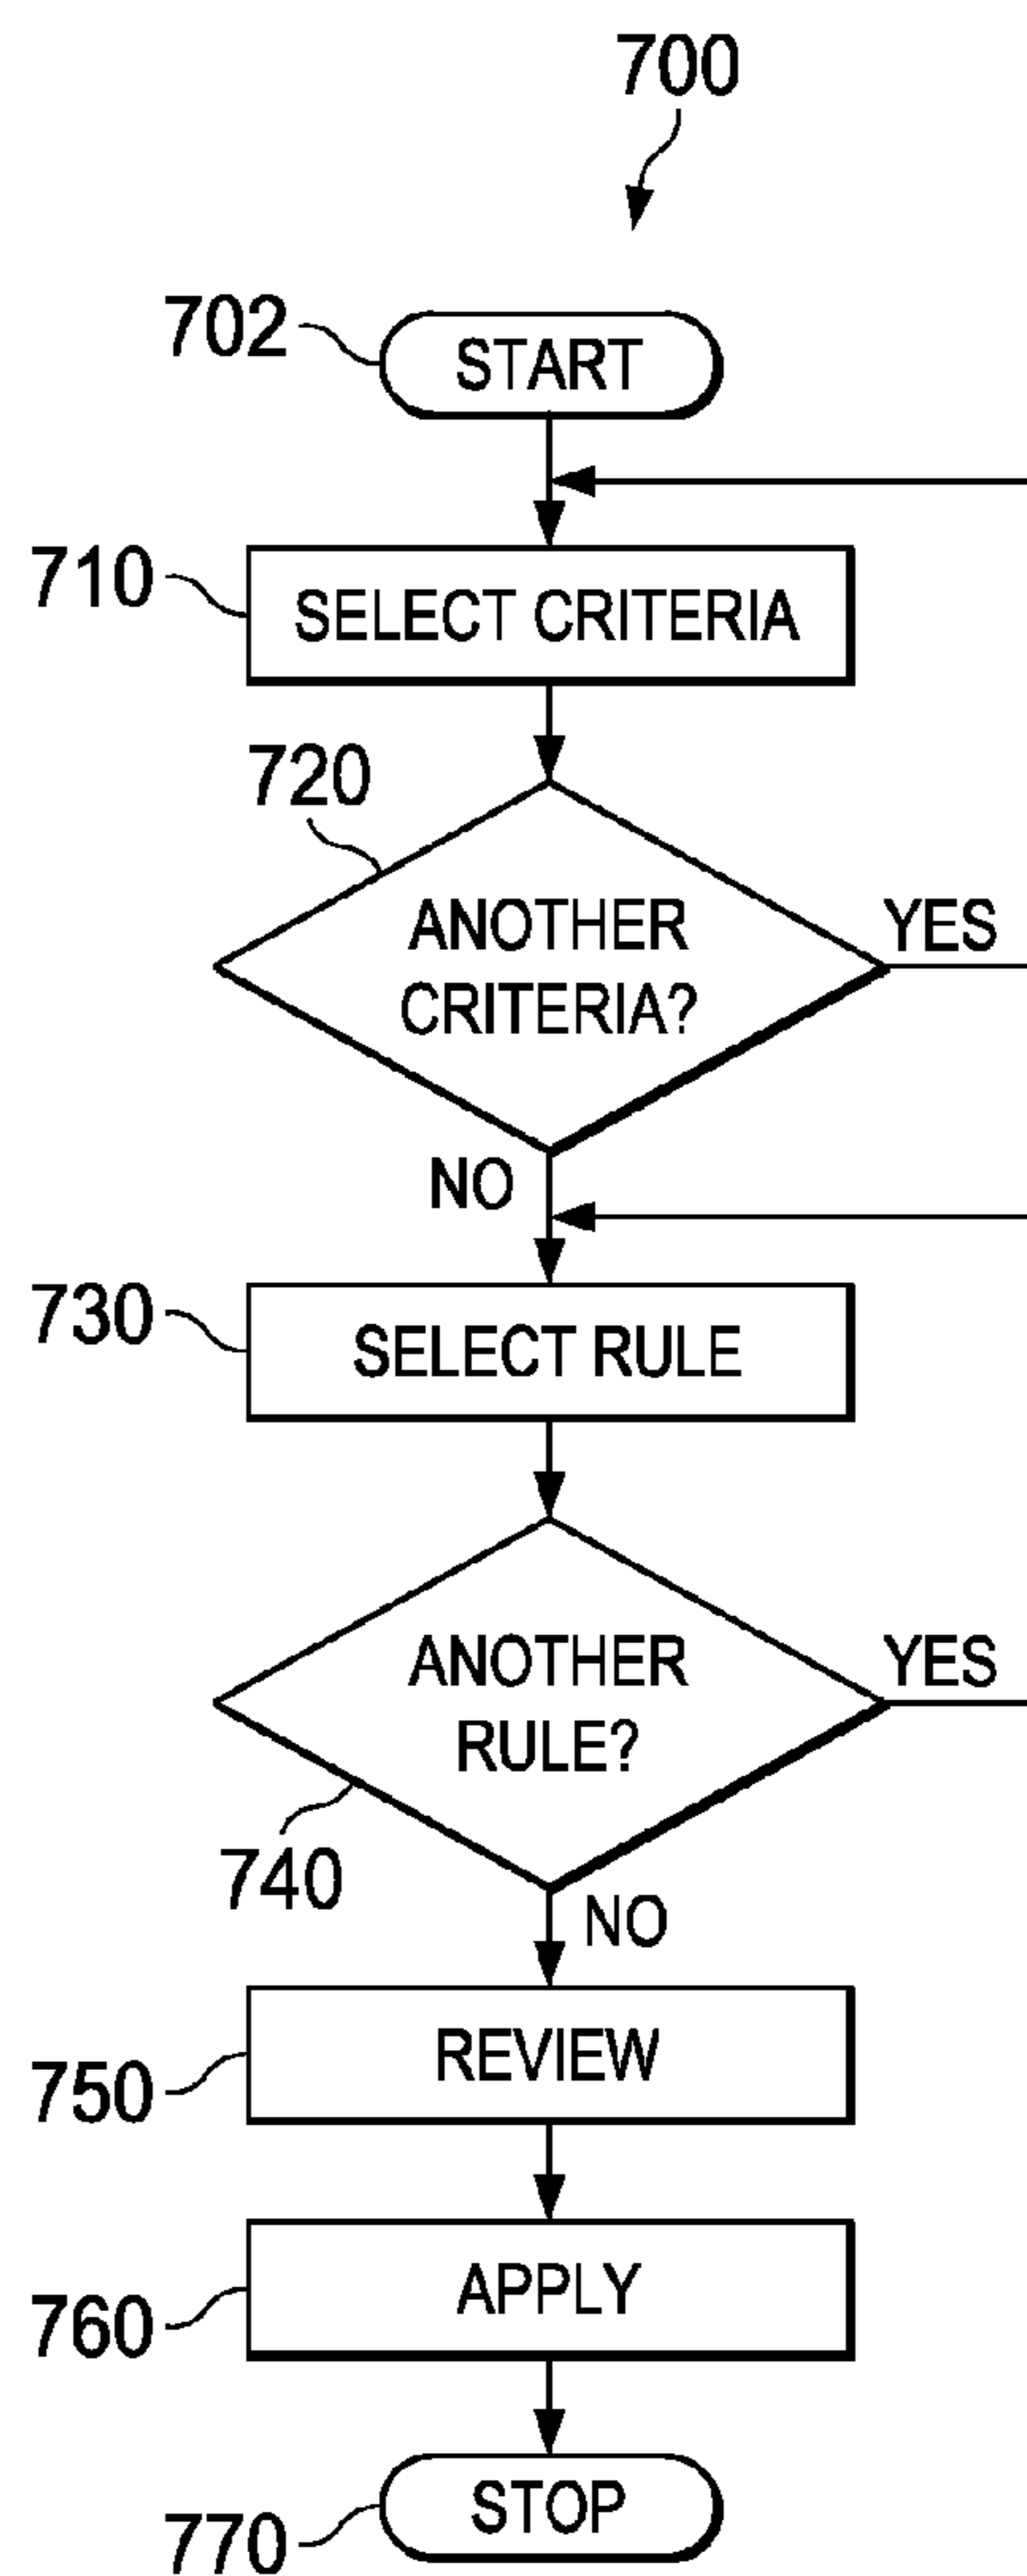 700
702
START
710
SELECT CRITERIA
720
ANOTHER
CRITERIA?
YES
NO
730
SELECT RULE
ANOTHER
RULE?
YES
740
NO
REVIEW
750
APPLY
760
STOP
770